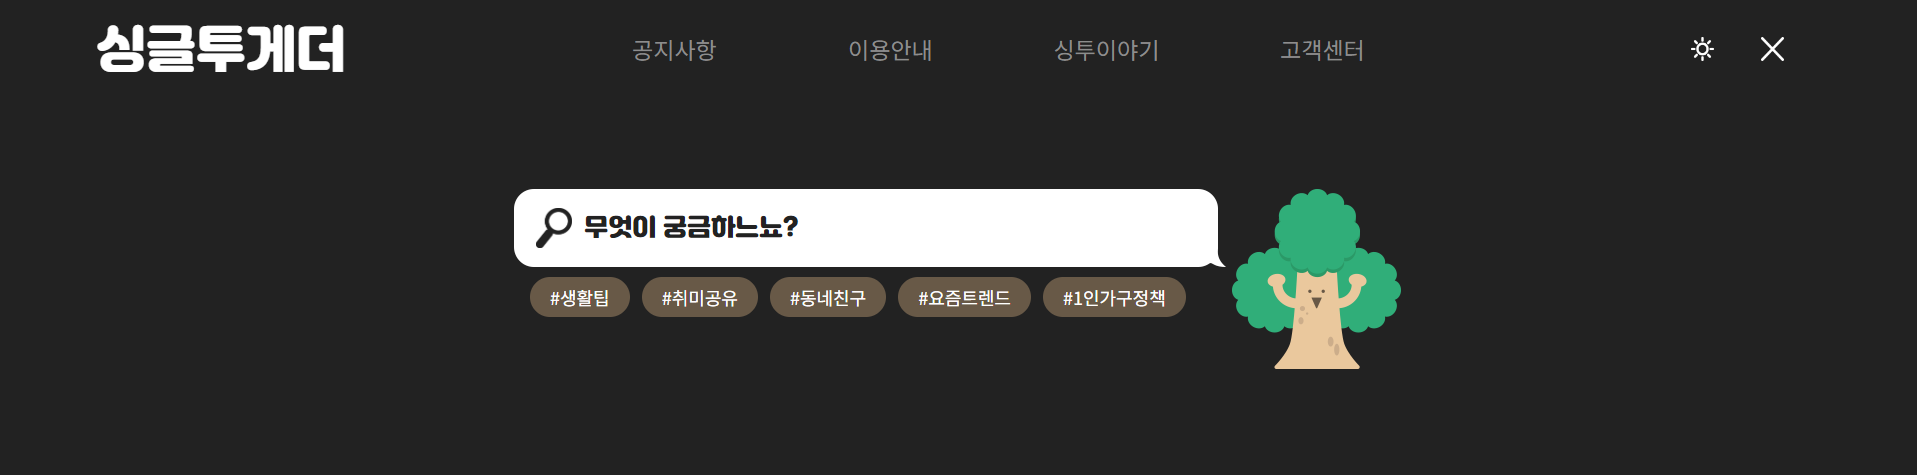 싱글투게더
공지사항 이용안내 싱투이야기 고객센터
무엇이 궁금하느뇨?
#생활팁 #취미공유 #동네친구 #요즘트렌드 #1인가구정책